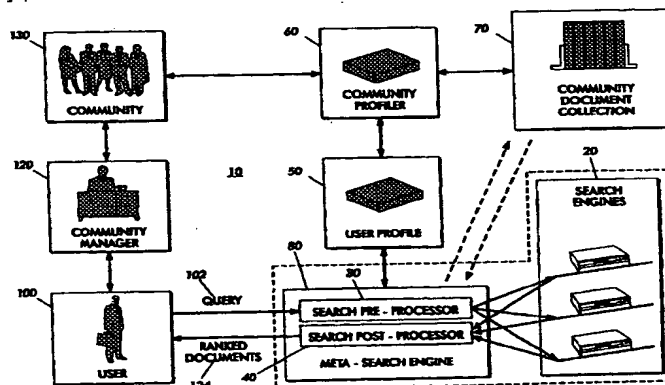 130
COMMUNITY
60
COMMUNITY
PROFILER
70
COMMUNITY
DOCUMENT
COLLECTION
120
COMMUNITY
MANAGER
10
50
USER PROFILE
20
SEARCH
ENGINES
100
USER
102
QUERY
RANKED
DOCUMENTS
80
30
SEARCH PRE - PROCESSOR
SEARCH POST - PROCESSOR
40
META - SEARCH ENGINE